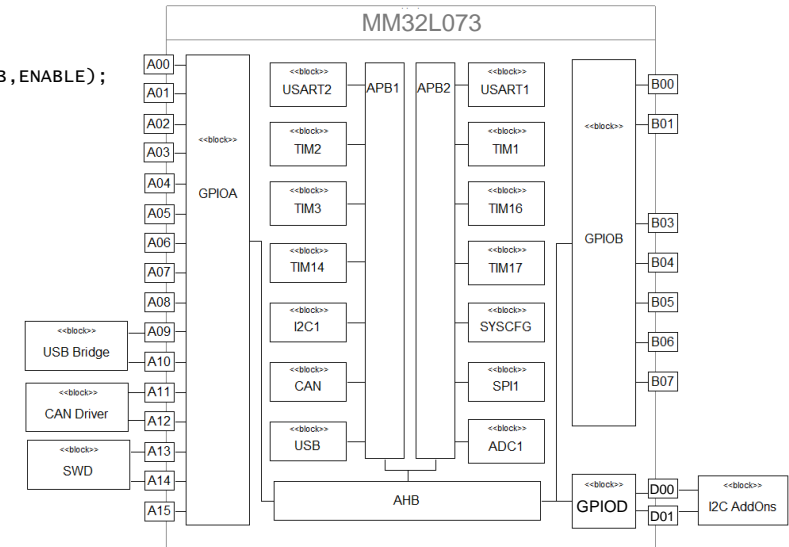 MM32L073
3,ENABLE);
A00
A01
A02
A03
A04
A05
A06
A07
A08
A09
A10
A11
A12
A13
A14
A15
<<block>>
USB Bridge
<<block>>
CAN Driver
<<block>>
SWD
<<block>>
GPIOA
<<block>>
USART2
<<block>>
TIM2
<<block>>
TIM3
<<block>>
TIM14
<<block>>
I2C1
<<block>>
CAN
<<block>>
USB
APB1
APB2
<<block>>
USART1
<<block>>
TIM1
<<block>>
TIM16
<<block>>
TIM17
<<block>>
SYSCFG
<<block>>
SPI1
<<block>>
ADC1
AHB
<<block>>
GPIOB
B00
B01
B03
B04
B05
B06
B07
<<block>>
GPIOD
D00
D01
<<block>>
I2C AddOns